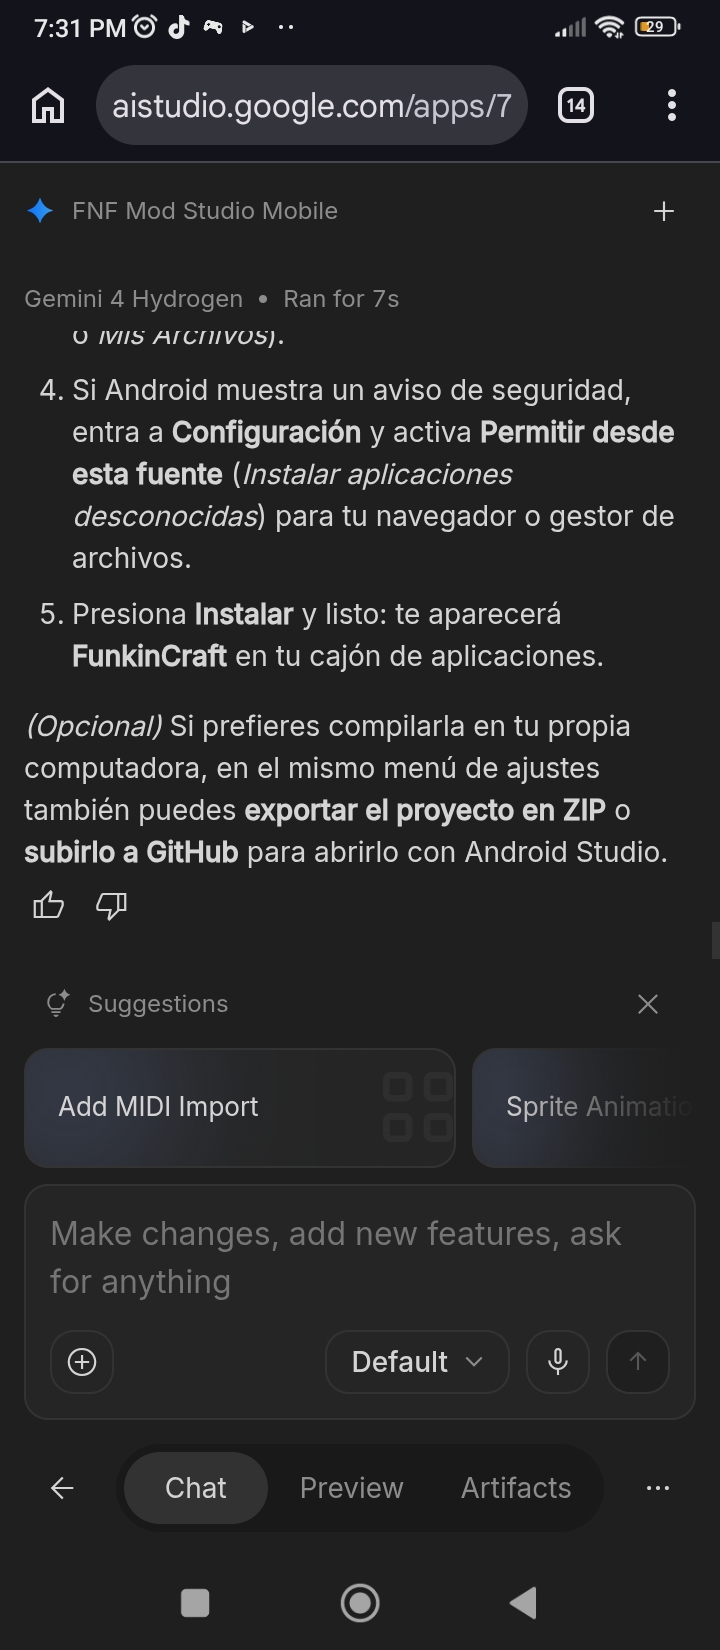 7:31 PM
29
aistudio.google.com/apps/7
14
FNF Mod Studio Mobile
Gemini 4 Hydrogen • Ran for 7s
o Mis Archivos).
4. Si Android muestra un aviso de seguridad,
entra a Configuración y activa Permitir desde
esta fuente (Instalar aplicaciones
desconocidas) para tu navegador o gestor de
archivos.
5. Presiona Instalar y listo: te aparecerá
FunkinCraft en tu cajón de aplicaciones.
(Opcional) Si prefieres compilarla en tu propia
computadora, en el mismo menú de ajustes
también puedes exportar el proyecto en ZIP o
subirlo a GitHub para abrirlo con Android Studio.
Suggestions
Add MIDI Import
Sprite Animatio
Make changes, add new features, ask
for anything
Default
Chat
Preview
Artifacts